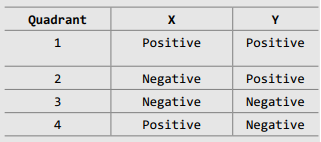 Quadrant X Y
1 Positive Positive
2 Negative Positive
3 Negative Negative
4 Positive Negative